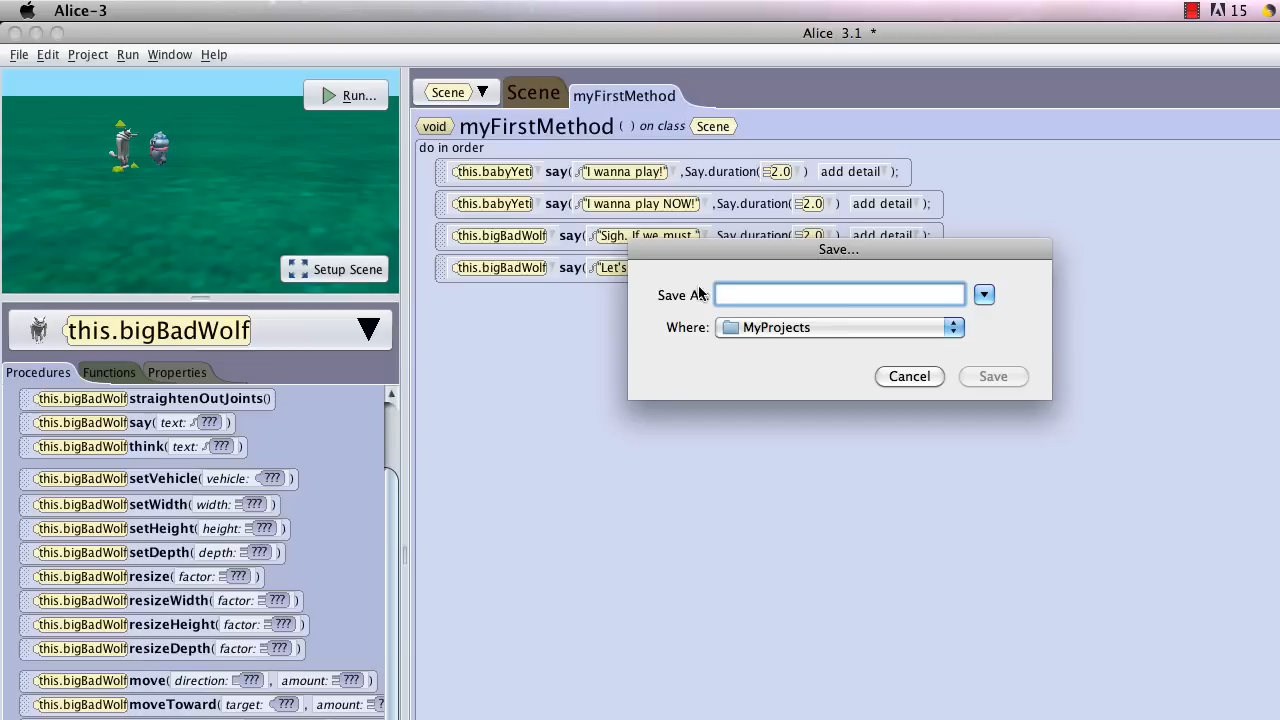 Alice-3 15
Alice 3.1 *
File Edit Project Run Window Help
Run...
Setup Scene
Scene Scene myFirstMethod
void myFirstMethod ( ) on class Scene
do in order
this.babyYeti say( "I wanna play!" ,Say.duration( 2.0 ) add detail );
this.babyYeti say( "I wanna play NOW!" ,Say.duration( 2.0 ) add detail );
this.bigBadWolf say( "Sigh. If we must." ,Say.duration( 2.0 ) add detail );
this.bigBadWolf say( "Let's
Save...
Save As:
Where: MyProjects
Cancel Save
this.bigBadWolf
Procedures Functions Properties
this.bigBadWolf straightenOutJoints()
this.bigBadWolf say( text: ??? )
this.bigBadWolf think( text: ??? )
this.bigBadWolf setVehicle( vehicle: ??? )
this.bigBadWolf setWidth( width: ??? )
this.bigBadWolf setHeight( height: ??? )
this.bigBadWolf setDepth( depth: ??? )
this.bigBadWolf resize( factor: ??? )
this.bigBadWolf resizeWidth( factor: ??? )
this.bigBadWolf resizeHeight( factor: ??? )
this.bigBadWolf resizeDepth( factor: ??? )
this.bigBadWolf move( direction: ??? , amount: ??? )
this.bigBadWolf moveToward( target: ??? , amount: ?